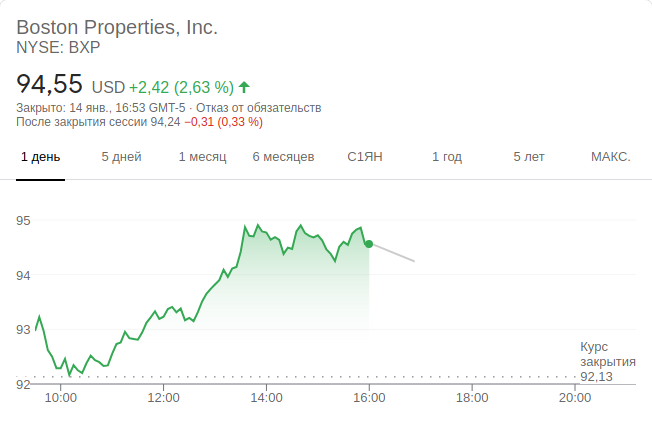 Boston Properties, Inc.
NYSE: BXP
94,55 USD +2,42 (2,63 %)
Закрыто: 14 янв., 16:53 GMT-5 · Отказ от обязательств
После закрытия сессии 94,24 −0,31 (0,33 %)
1 день 5 дней 1 месяц 6 месяцев С1ЯН 1 год 5 лет МАКС.
95
94
93
Курс
закрытия
92,13
92
10:00 12:00 14:00 16:00 18:00 20:00